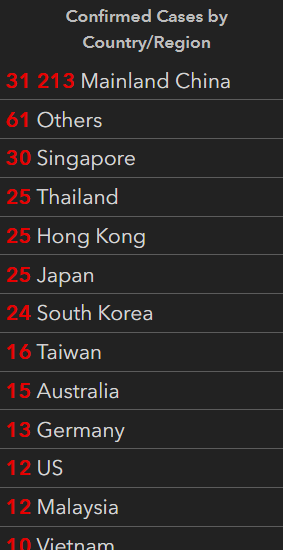 Confirmed Cases by
Country/Region
31 213 Mainland China
61 Others
30 Singapore
25 Thailand
25 Hong Kong
25 Japan
24 South Korea
16 Taiwan
15 Australia
13 Germany
12 US
12 Malaysia
10 Vietnam